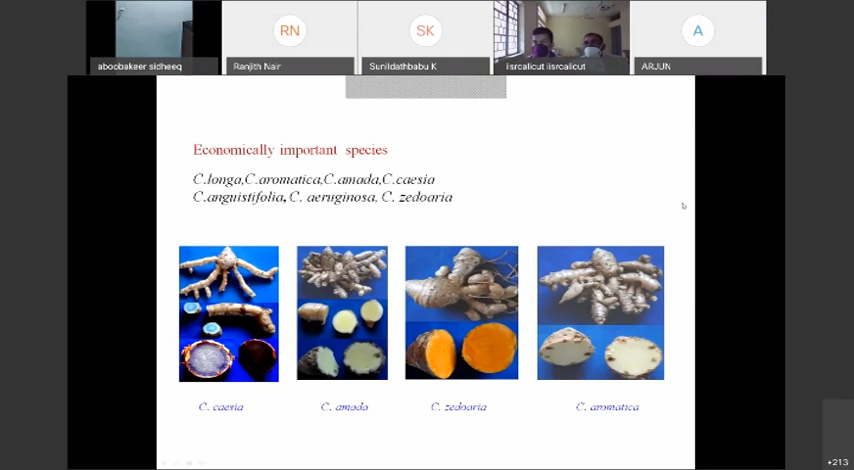 RN
SK
A
aboobakeer sidheeq
Ranjith Nair
Sunildathbabu K
iisrcalicut iisrcalicut
ARJUN
Economically important species
C.longa,C.aromatica,C.amada,C.caesia
C.anguistifolia, C. aeruginosa, C. zedoaria
C. caesia
C. amada
C. zedoaria
C. aromatica
+213